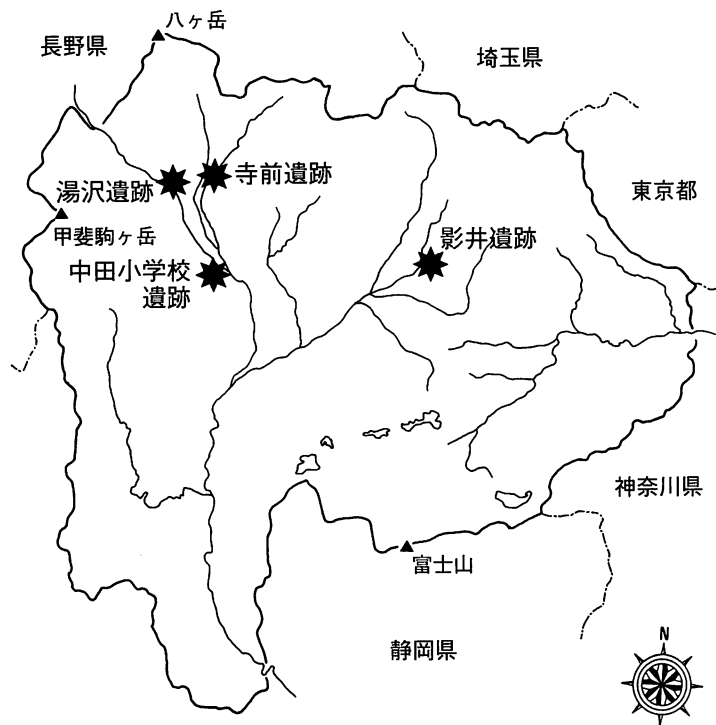 八ヶ岳
長野県
埼玉県
湯沢遺跡
寺前遺跡
東京都
甲斐駒ヶ岳
影井遺跡
中田小学校
遺跡
神奈川県
富士山
静岡県
N